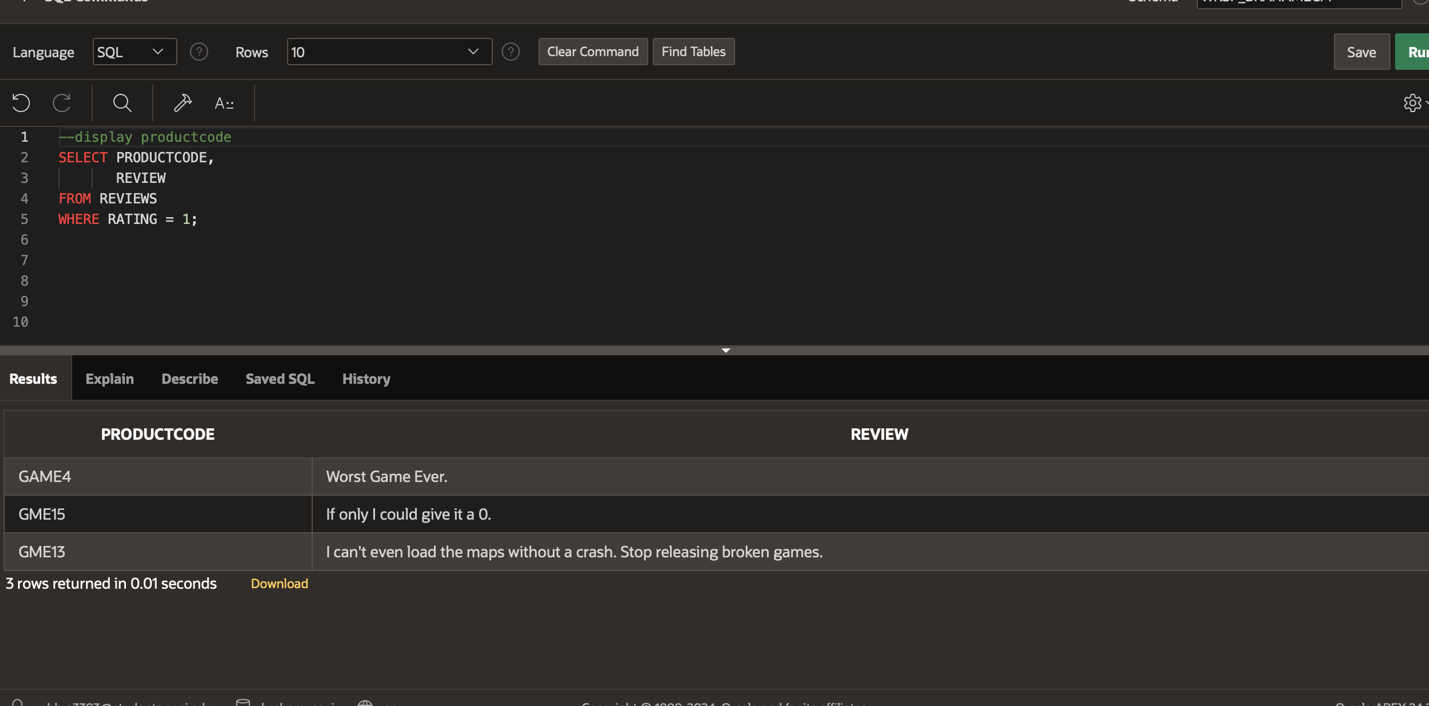 Language SQL Rows 10 Clear Command Find Tables Save Run
A
1 --display productcode
2 SELECT PRODUCTCODE,
3 REVIEW
4 FROM REVIEWS
5 WHERE RATING = 1;
6
7
8
9
10
Results Explain Describe Saved SQL History
PRODUCTCODE REVIEW
GAME4 Worst Game Ever.
GME15 If only I could give it a 0.
GME13 I can't even load the maps without a crash. Stop releasing broken games.
3 rows returned in 0.01 seconds Download